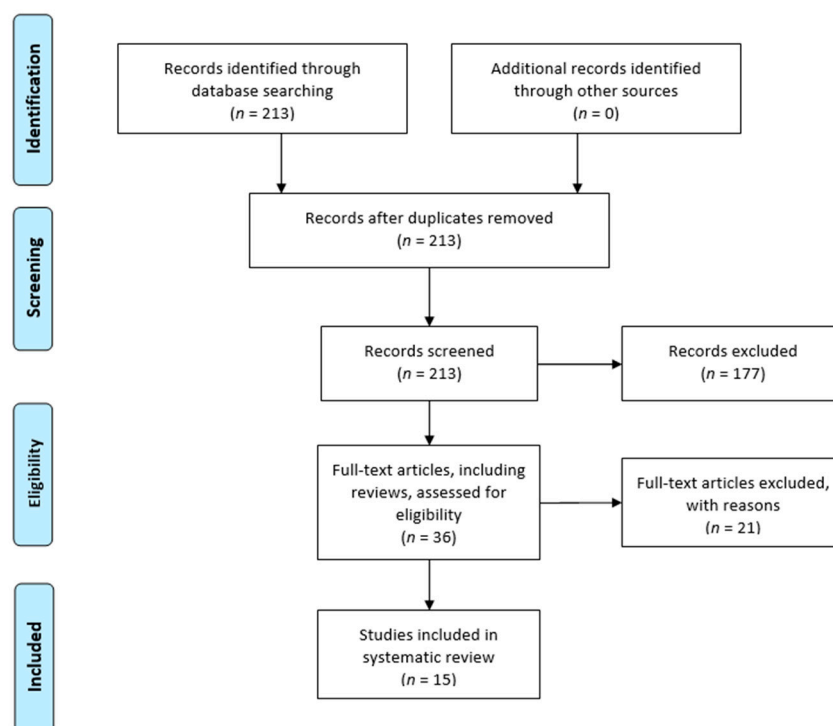 Identification
Records identified through
database searching
(n = 213)
Additional records identified
through other sources
(n = 0)
Screening
Records after duplicates removed
(n = 213)
Records screened
(n = 213)
Records excluded
(n = 177)
Eligibility
Full-text articles, including
reviews, assessed for
eligibility
(n = 36)
Full-text articles excluded,
with reasons
(n = 21)
Included
Studies included in
systematic review
(n = 15)